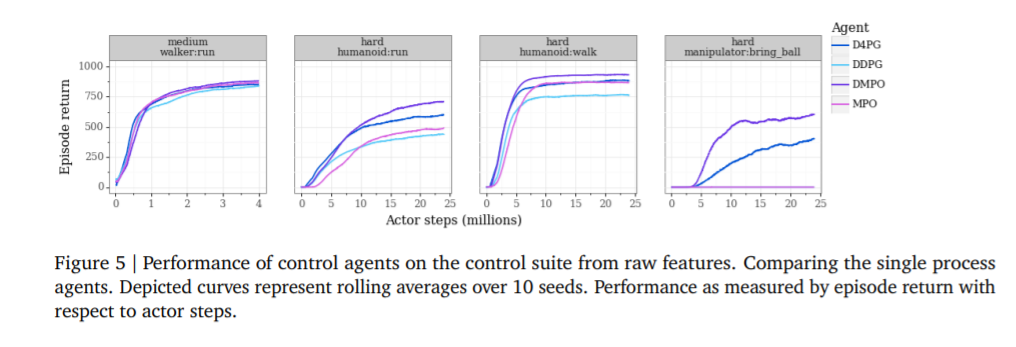 Agent
D4PG
DDPG
DMPO
MPO
medium
walker:run
hard
humanoid:run
hard
humanoid:walk
hard
manipulator:bring_ball
Episode return
1000
750
500
250
0
0 1 2 3 4
0 5 10 15 20 25
0 5 10 15 20 25
0 5 10 15 20 25
Actor steps (millions)
Figure 5 | Performance of control agents on the control suite from raw features. Comparing the single process
agents. Depicted curves represent rolling averages over 10 seeds. Performance as measured by episode return with
respect to actor steps.